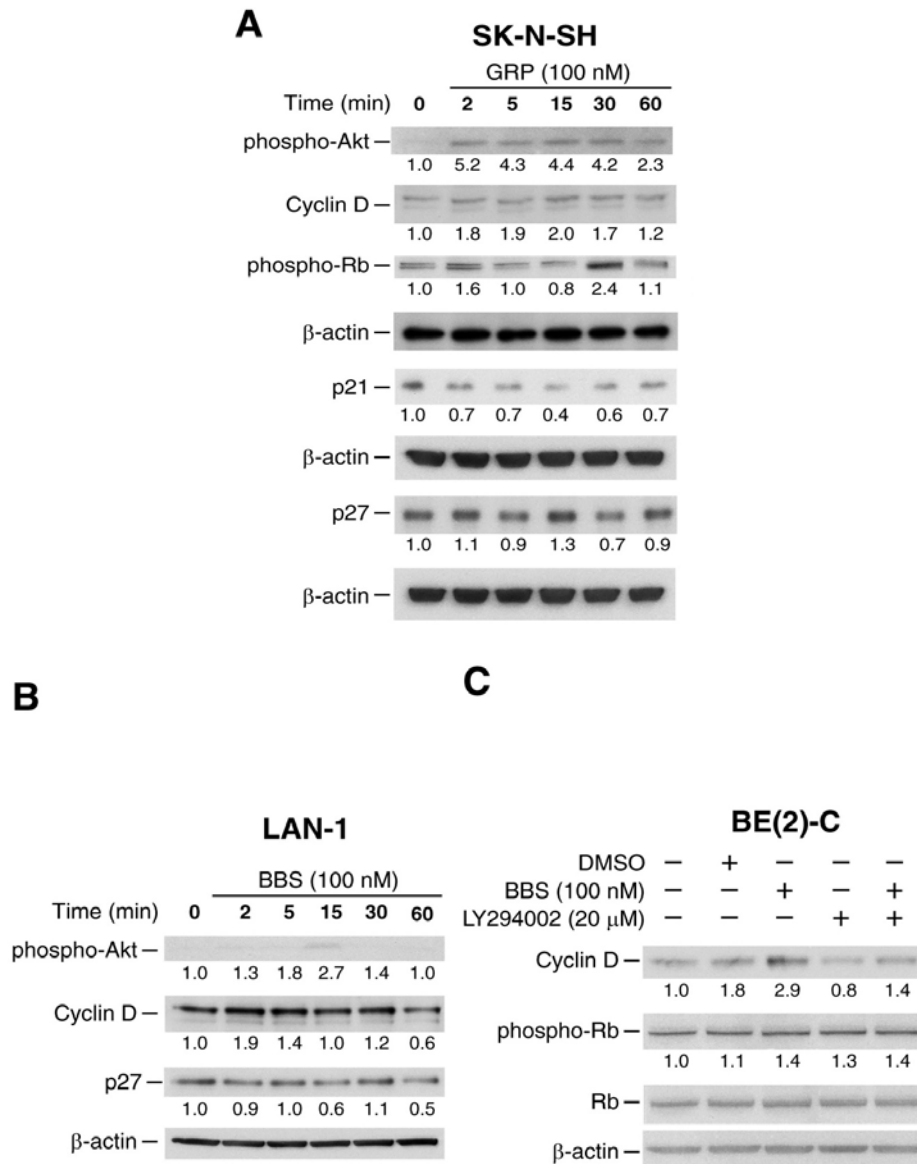 A
SK-N-SH
GRP (100 nM)
Time (min) 0 2 5 15 30 60
phospho-Akt
1.0 5.2 4.3 4.4 4.2 2.3
Cyclin D
1.0 1.8 1.9 2.0 1.7 1.2
phospho-Rb
1.0 1.6 1.0 0.8 2.4 1.1
β-actin
p21
1.0 0.7 0.7 0.4 0.6 0.7
β-actin
p27
1.0 1.1 0.9 1.3 0.7 0.9
β-actin
B
LAN-1
BBS (100 nM)
Time (min) 0 2 5 15 30 60
phospho-Akt
1.0 1.3 1.8 2.7 1.4 1.0
Cyclin D
1.0 1.9 1.4 1.0 1.2 0.6
p27
1.0 0.9 1.0 0.6 1.1 0.5
β-actin
C
BE(2)-C
DMSO − + − − −
BBS (100 nM) − − + − +
LY294002 (20 μM) − − − + +
Cyclin D
1.0 1.8 2.9 0.8 1.4
phospho-Rb
1.0 1.1 1.4 1.3 1.4
Rb
β-actin